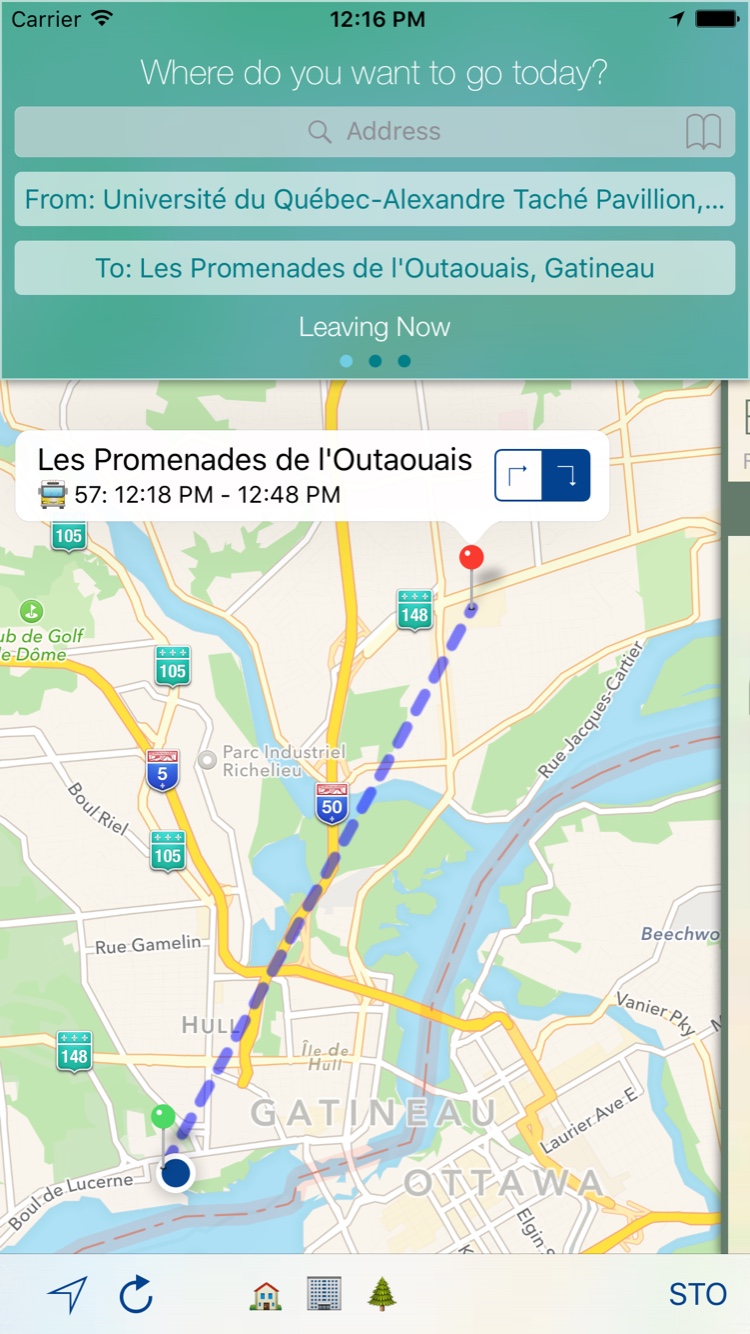 Carrier 12:16 PM
Where do you want to go today?
Address
From: Université du Québec-Alexandre Taché Pavillion,...
To: Les Promenades de l'Outaouais, Gatineau
Leaving Now
Les Promenades de l'Outaouais
57: 12:18 PM - 12:48 PM
105
148
ub de Golf
e Dôme
105
Rue Jacques-Cartier
Parc Industriel
Richelieu
5
50
Boul Riel
105
Rue Gamelin
Beechwo
Vanier Pky
HULL
148
Île de
Hull
GATINEAU
Laurier Ave E
OTTAWA
Boul de Lucerne
Elgin S
K
STO